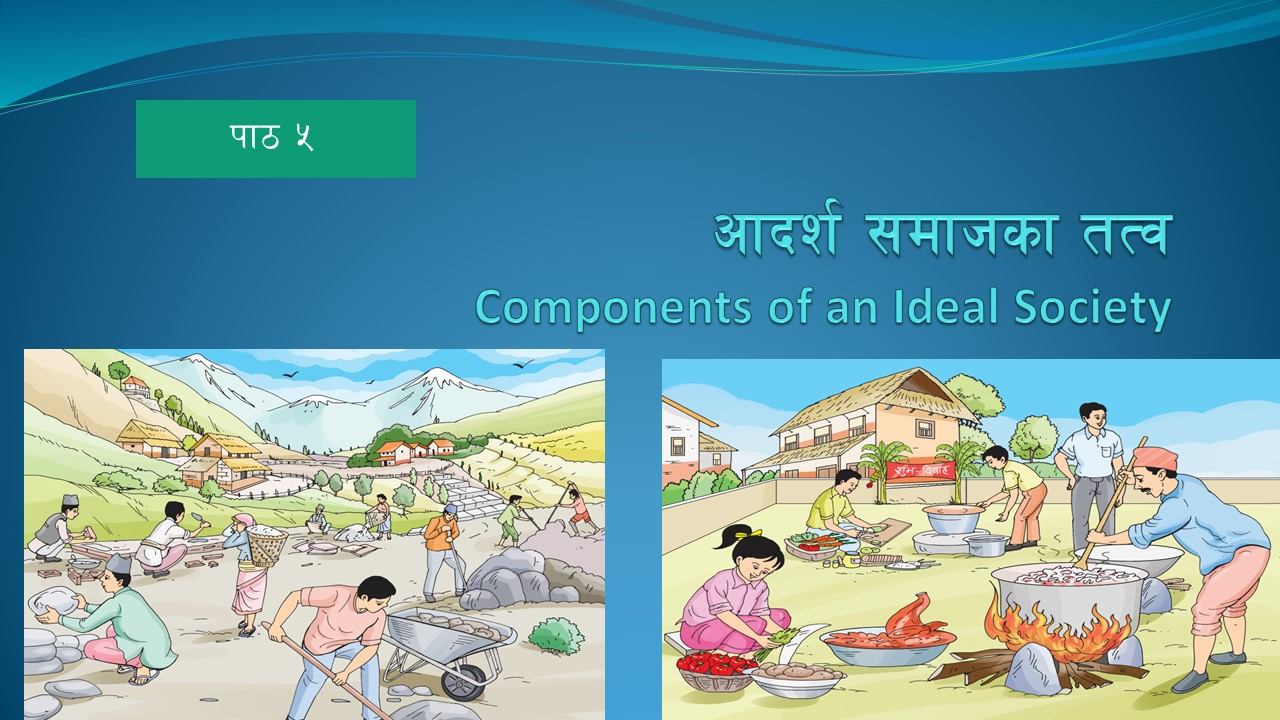 पाठ ५
आदर्श समाजका तत्व
Components of an Ideal Society
शुभ-विवाह